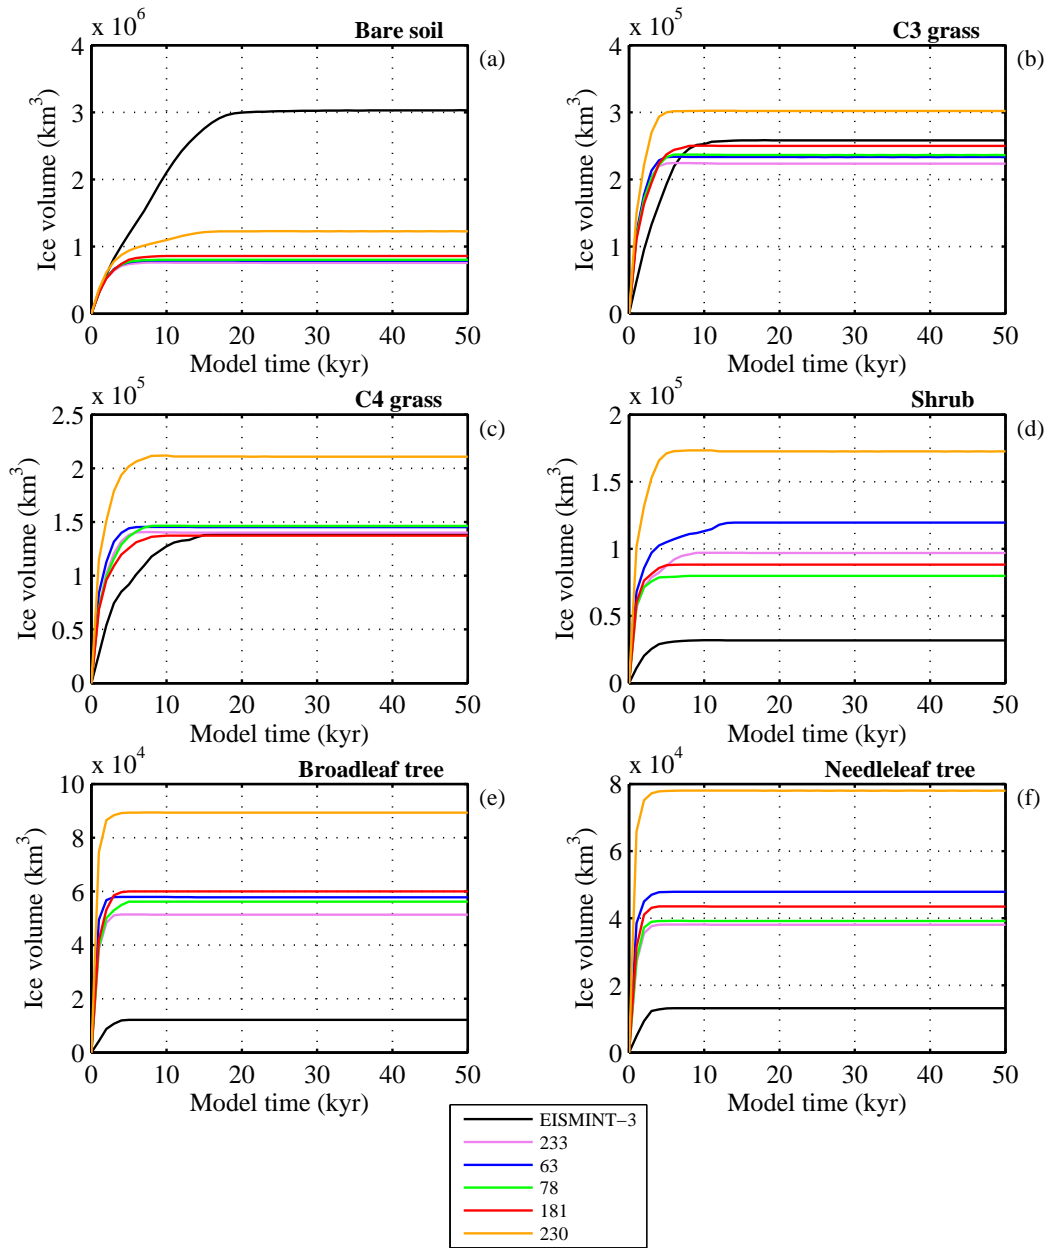 x 10^6
Bare soil
(a)
4
3
2
1
0
Ice volume (km^3)
0 10 20 30 40 50
Model time (kyr)
x 10^5
C3 grass
(b)
4
3
2
1
0
Ice volume (km^3)
0 10 20 30 40 50
Model time (kyr)
x 10^5
C4 grass
(c)
2.5
2
1.5
1
0.5
0
Ice volume (km^3)
0 10 20 30 40 50
Model time (kyr)
x 10^5
Shrub
(d)
2
1.5
1
0.5
0
Ice volume (km^3)
0 10 20 30 40 50
Model time (kyr)
x 10^4
Broadleaf tree
(e)
10
8
6
4
2
0
Ice volume (km^3)
0 10 20 30 40 50
Model time (kyr)
x 10^4
Needleleaf tree
(f)
8
6
4
2
0
Ice volume (km^3)
0 10 20 30 40 50
Model time (kyr)
EISMINT−3
233
63
78
181
230